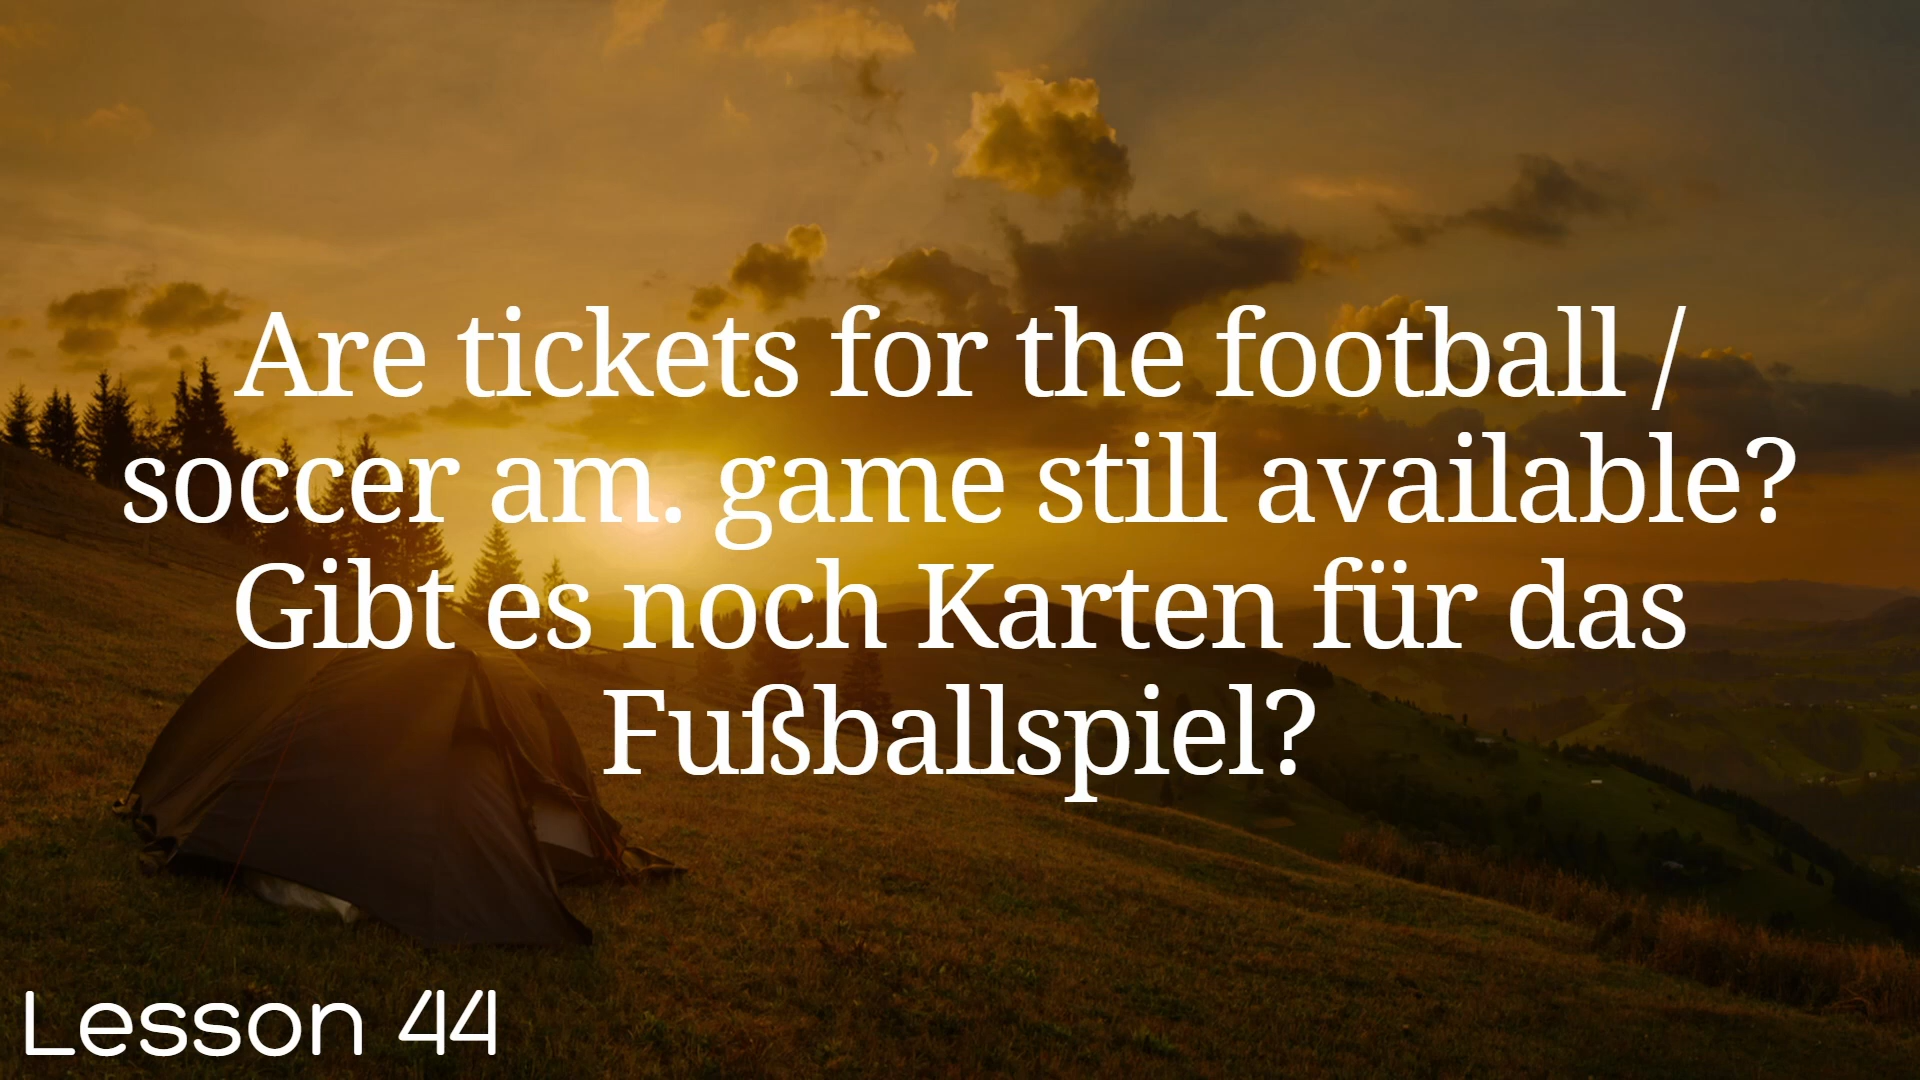 Are tickets for the football /
soccer am. game still available?
Gibt es noch Karten für das
Fußballspiel?
Lesson 44